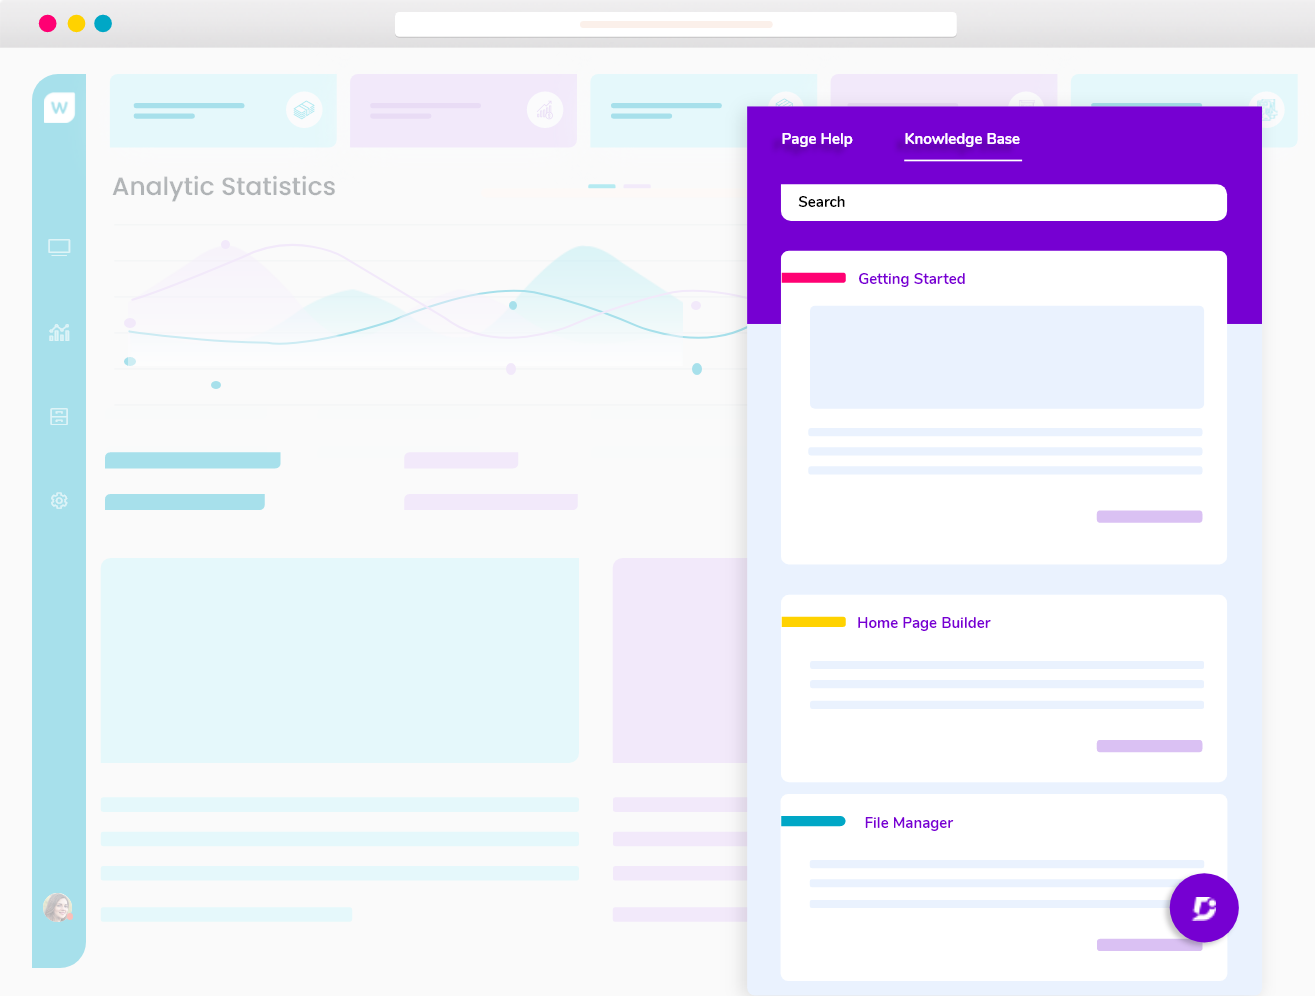 W
Analytic Statistics
Page Help
Knowledge Base
Search
Getting Started
Home Page Builder
File Manager